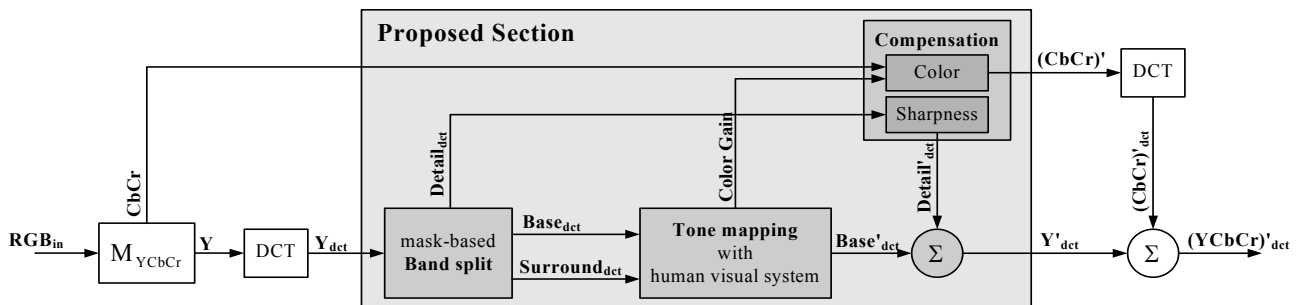 Proposed Section
Compensation
Color
Sharpness
(CbCr)'
DCT
CbCr
Detail_dct
Color Gain
Detail'_dct
(CbCr)'_dct
RGB_in
M_YCbCr
Y
DCT
Y_dct
mask-based
Band split
Base_dct
Surround_dct
Tone mapping
with
human visual system
Base'_dct
Σ
Y'_dct
Σ
(YCbCr)'_dct